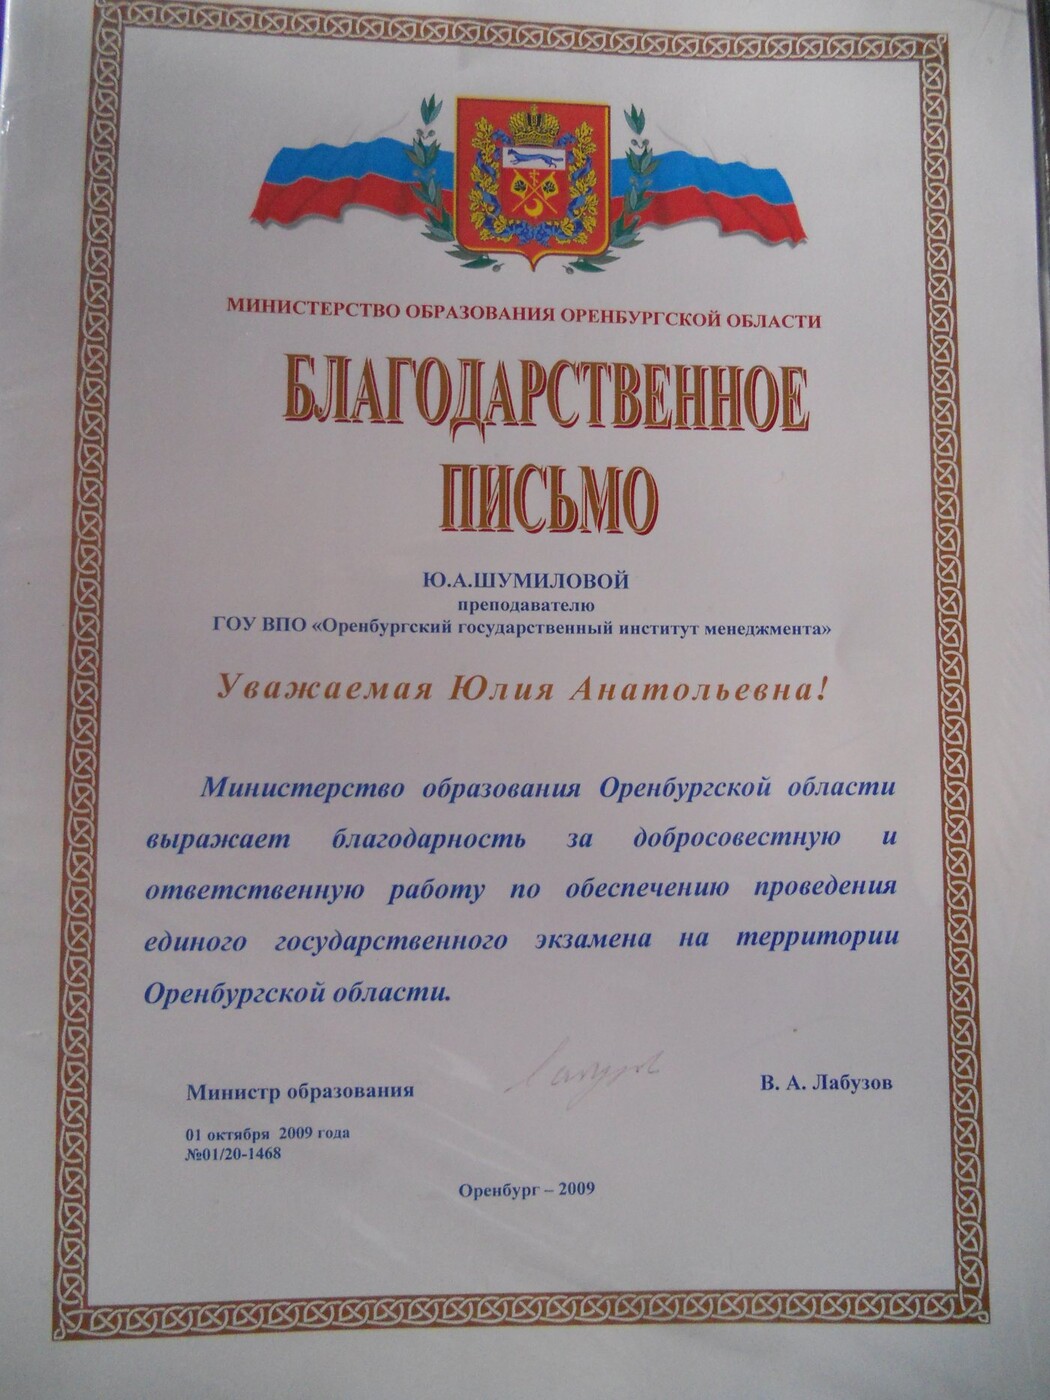 МИНИСТЕРСТВО ОБРАЗОВАНИЯ ОРЕНБУРГСКОЙ ОБЛАСТИ
БЛАГОДАРСТВЕННОЕ
ПИСЬМО
Ю.А.ШУМИЛОВОЙ
преподавателю
ГОУ ВПО «Оренбургский государственный институт менеджмента»
Уважаемая Юлия Анатольевна!
Министерство образования Оренбургской области
выражает благодарность за добросовестную и
ответственную работу по обеспечению проведения
единого государственного экзамена на территории
Оренбургской области.
Министр образования
Лабузов
В. А. Лабузов
01 октября 2009 года
№01/20-1468
Оренбург – 2009